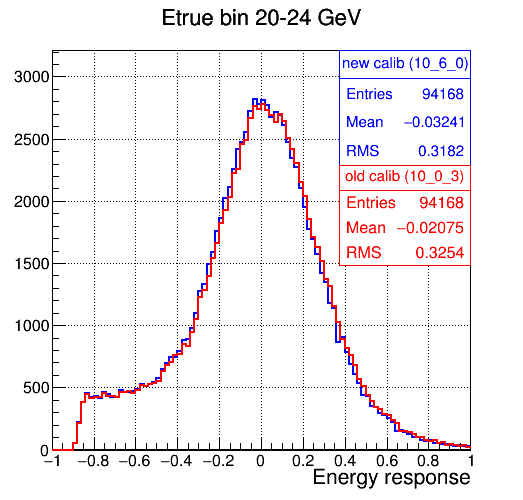 Etrue bin 20-24 GeV
new calib (10_6_0)
Entries 94168
Mean −0.03241
RMS 0.3182
old calib (10_0_3)
Entries 94168
Mean −0.02075
RMS 0.3254
3000
2500
2000
1500
1000
500
0
−1 −0.8 −0.6 −0.4 −0.2 0 0.2 0.4 0.6 0.8 1
Energy response